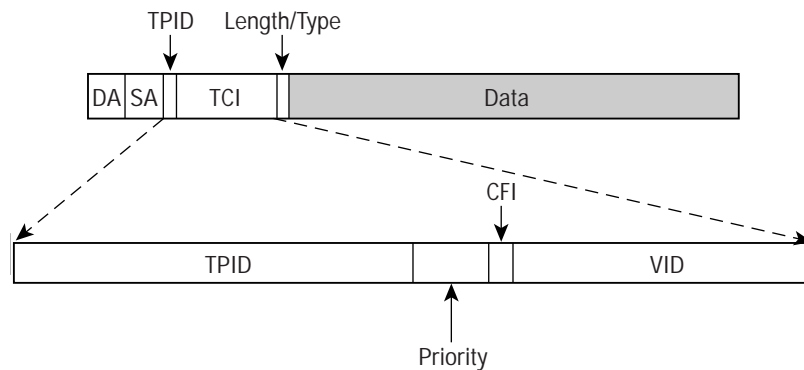 TPID Length/Type
DA SA TCI Data
CFI
TPID VID
Priority